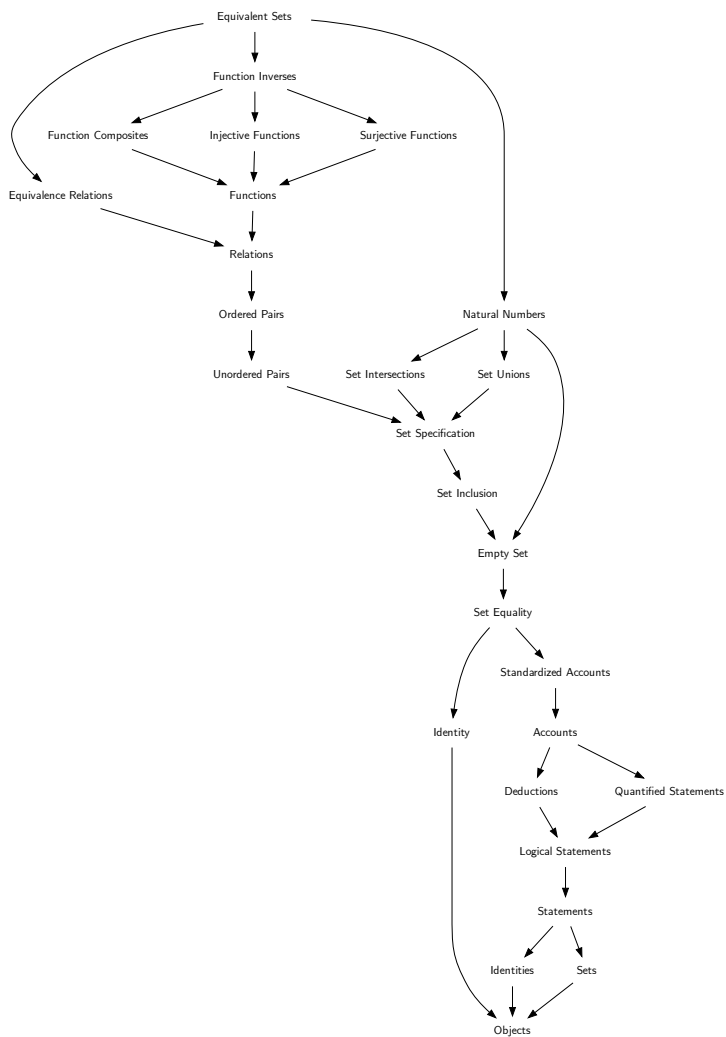 Equivalent Sets
Function Inverses
Function Composites
Injective Functions
Surjective Functions
Equivalence Relations
Functions
Relations
Ordered Pairs
Natural Numbers
Unordered Pairs
Set Intersections
Set Unions
Set Specification
Set Inclusion
Empty Set
Set Equality
Standardized Accounts
Identity
Accounts
Deductions
Quantified Statements
Logical Statements
Statements
Identities
Sets
Objects